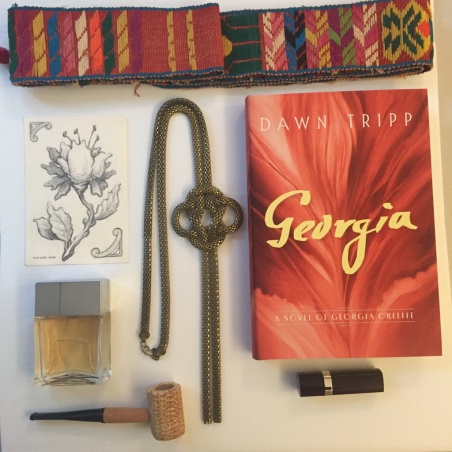 DAWN TRIPP
Georgia
A NOVEL OF GEORGIA O'KEEFFE